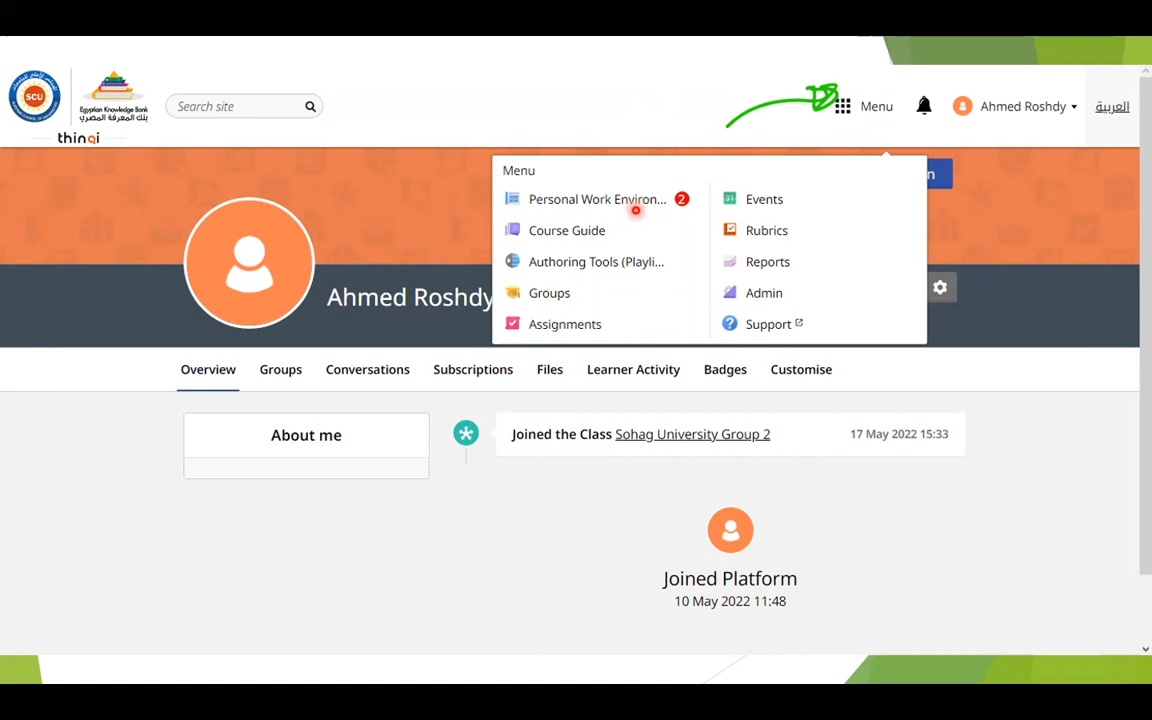 SCU
Egyptian Knowledge Bank
بنك المعرفة المصري
thinqi
Search site
Menu
Ahmed Roshdy
العربية
Menu
n
Personal Work Environ... 2
Events
Course Guide
Rubrics
Authoring Tools (Playli...
Reports
Groups
Admin
Assignments
Support
Ahmed Roshdy
Overview Groups Conversations Subscriptions Files Learner Activity Badges Customise
About me
Joined the Class Sohag University Group 2
17 May 2022 15:33
Joined Platform
10 May 2022 11:48